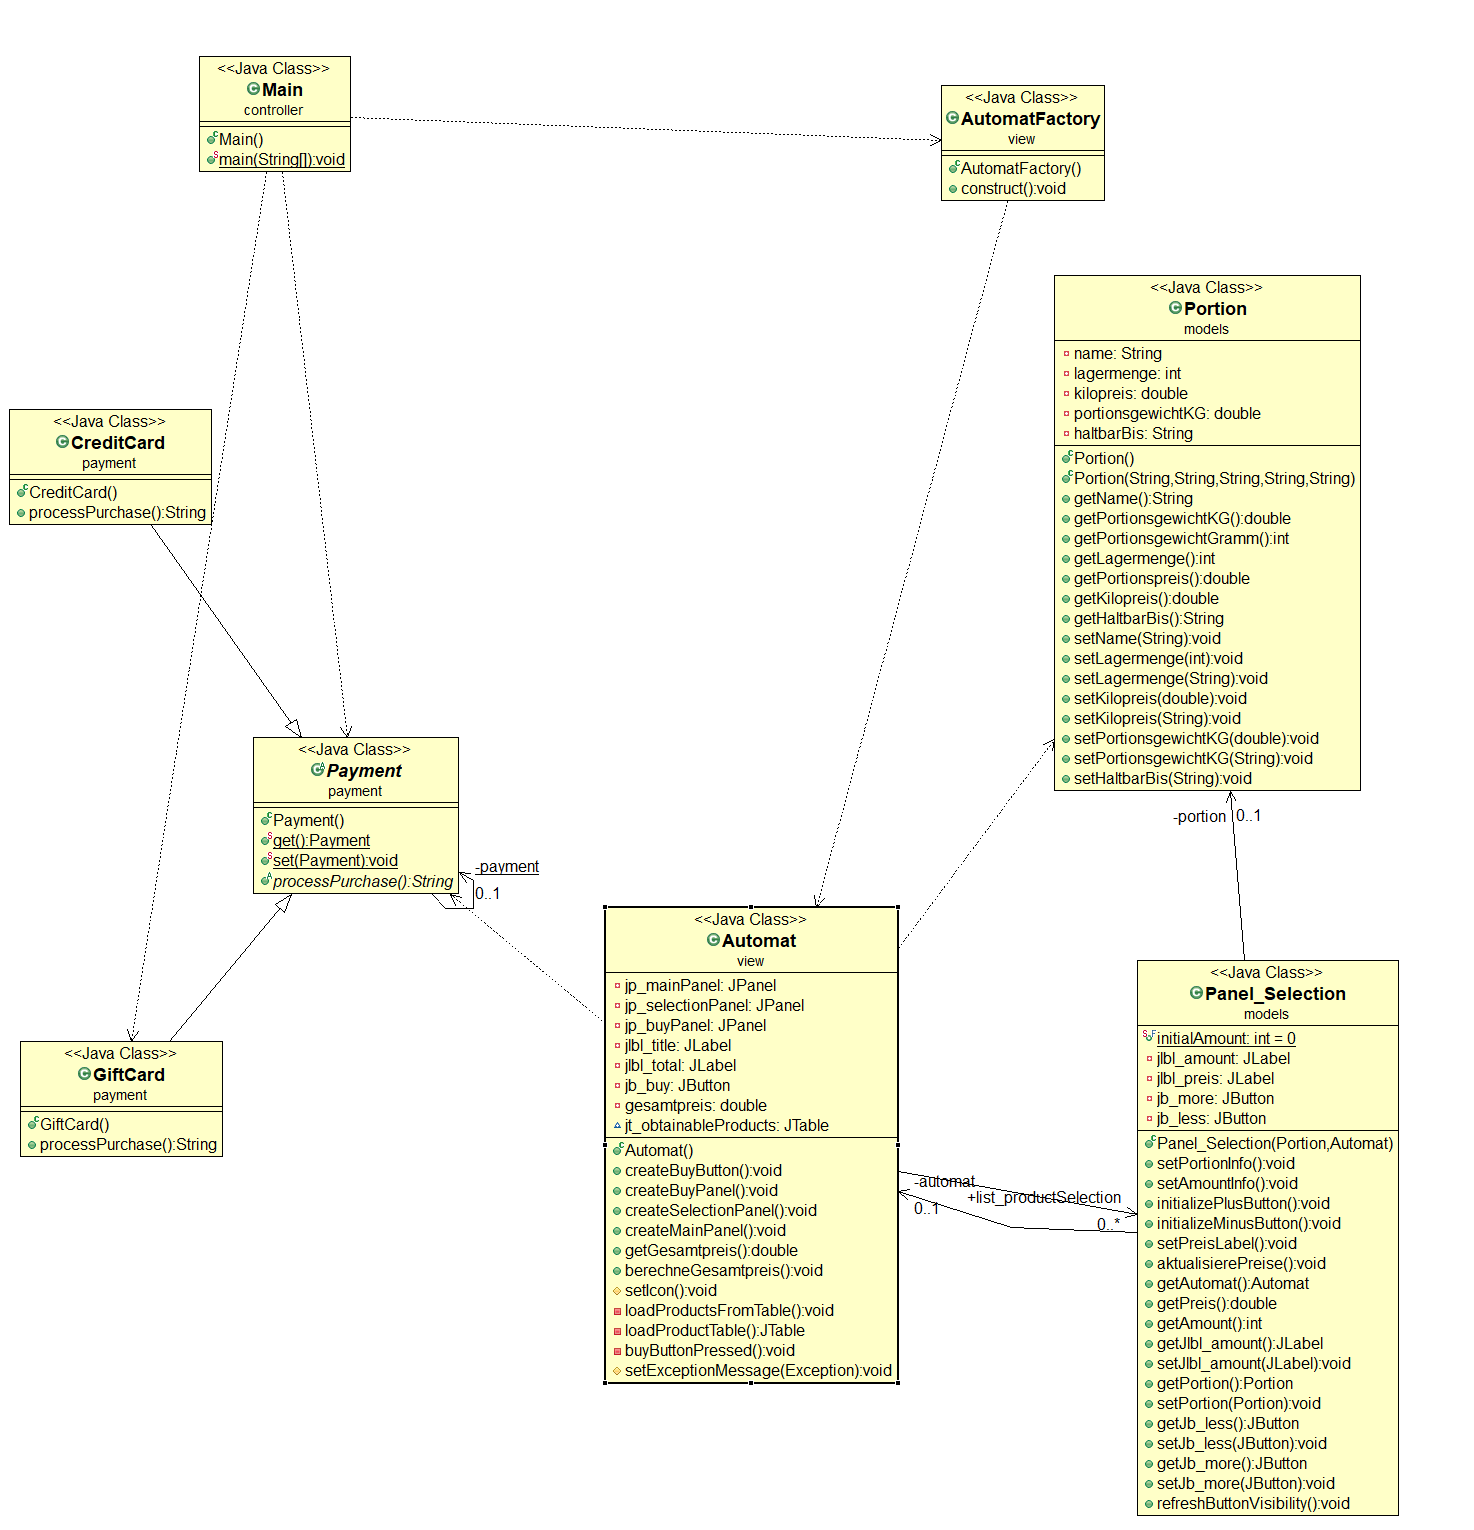 <<Java Class>>
Main
controller
Main()
main(String[]):void
<<Java Class>>
AutomatFactory
view
AutomatFactory()
construct():void
<<Java Class>>
Portion
models
name: String
lagermenge: int
kilopreis: double
portionsgewichtKG: double
haltbarBis: String
Portion()
Portion(String,String,String,String,String)
getName():String
getPortionsgewichtKG():double
getPortionsgewichtGramm():int
getLagermenge():int
getPortionspreis():double
getKilopreis():double
getHaltbarBis():String
setName(String):void
setLagermenge(int):void
setLagermenge(String):void
setKilopreis(double):void
setKilopreis(String):void
setPortionsgewichtKG(double):void
setPortionsgewichtKG(String):void
setHaltbarBis(String):void
<<Java Class>>
CreditCard
payment
CreditCard()
processPurchase():String
<<Java Class>>
Payment
payment
Payment()
get():Payment
set(Payment):void
processPurchase():String
-payment
0..1
-portion 0..1
<<Java Class>>
Automat
view
jp_mainPanel: JPanel
jp_selectionPanel: JPanel
jp_buyPanel: JPanel
jlbl_title: JLabel
jlbl_total: JLabel
jb_buy: JButton
gesamtpreis: double
jt_obtainableProducts: JTable
Automat()
createBuyButton():void
createBuyPanel():void
createSelectionPanel():void
createMainPanel():void
getGesamtpreis():double
berechneGesamtpreis():void
setIcon():void
loadProductsFromTable():void
loadProductTable():JTable
buyButtonPressed():void
setExceptionMessage(Exception):void
-automat
0..1
+list_productSelection
0..*
<<Java Class>>
Panel_Selection
models
initialAmount: int = 0
jlbl_amount: JLabel
jlbl_preis: JLabel
jb_more: JButton
jb_less: JButton
Panel_Selection(Portion,Automat)
setPortionInfo():void
setAmountInfo():void
initializePlusButton():void
initializeMinusButton():void
setPreisLabel():void
aktualisierePreise():void
getAutomat():Automat
getPreis():double
getAmount():int
getJlbl_amount():JLabel
setJlbl_amount(JLabel):void
getPortion():Portion
setPortion(Portion):void
getJb_less():JButton
setJb_less(JButton):void
getJb_more():JButton
setJb_more(JButton):void
refreshButtonVisibility():void
<<Java Class>>
GiftCard
payment
GiftCard()
processPurchase():String